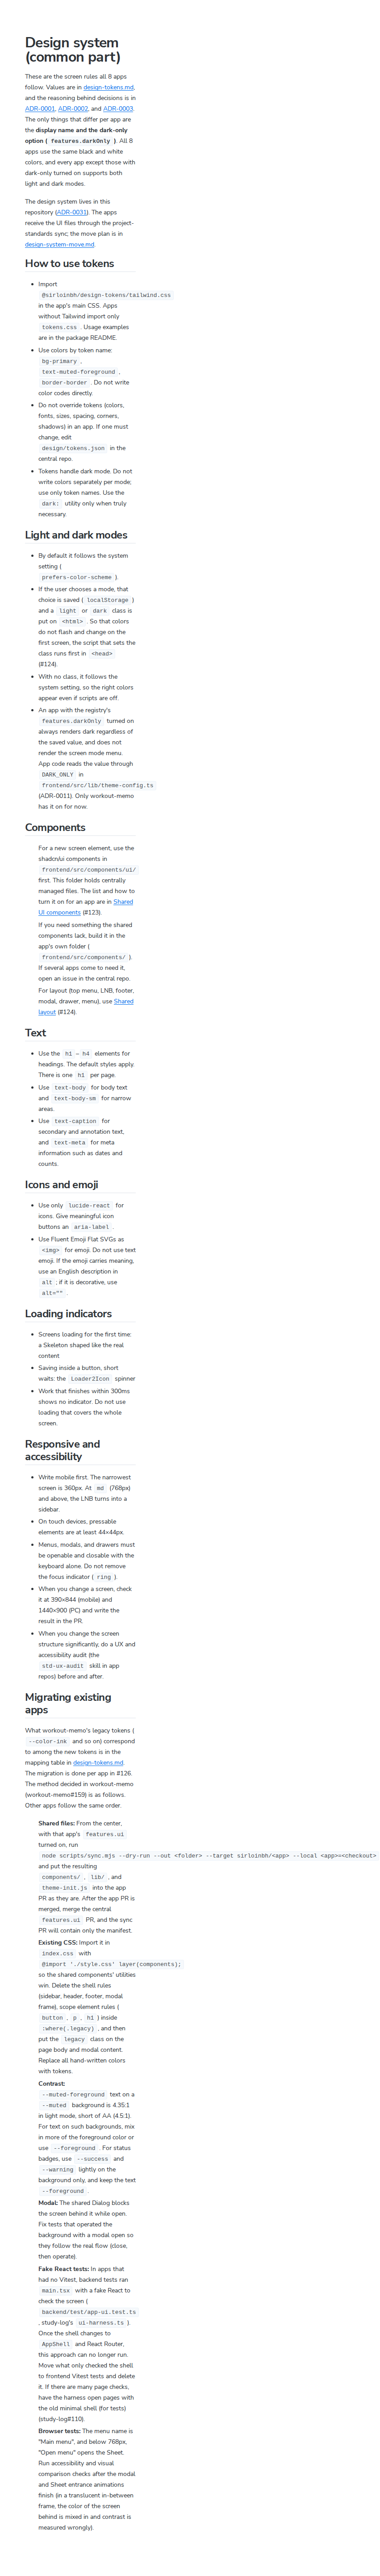 Design system
(common part)
These are the screen rules all 8 apps
follow. Values are in design-tokens.md,
and the reasoning behind decisions is in
ADR-0001, ADR-0002, and ADR-0003.
The only things that differ per app are
the display name and the dark-only
option ( features.darkOnly ). All 8
apps use the same black and white
colors, and every app except those with
dark-only turned on supports both
light and dark modes.
The design system lives in this
repository (ADR-0031). The apps
receive the UI files through the project-
standards sync; the move plan is in
design-system-move.md.
How to use tokens
• Import
@sirloinbh/design-tokens/tailwind.css
in the app's main CSS. Apps
without Tailwind import only
tokens.css . Usage examples
are in the package README.
• Use colors by token name:
bg-primary ,
text-muted-foreground ,
border-border . Do not write
color codes directly.
• Do not override tokens (colors,
fonts, sizes, spacing, corners,
shadows) in an app. If one must
change, edit
design/tokens.json in the
central repo.
• Tokens handle dark mode. Do not
write colors separately per mode;
use only token names. Use the
dark: utility only when truly
necessary.
Light and dark modes
• By default it follows the system
setting (
prefers-color-scheme ).
• If the user chooses a mode, that
choice is saved ( localStorage )
and a light or dark class is
put on <html> . So that colors
do not flash and change on the
first screen, the script that sets the
class runs first in <head>
(#124).
• With no class, it follows the
system setting, so the right colors
appear even if scripts are off.
• An app with the registry's
features.darkOnly turned on
always renders dark regardless of
the saved value, and does not
render the screen mode menu.
App code reads the value through
DARK_ONLY in
frontend/src/lib/theme-config.ts
(ADR-0011). Only workout-memo
has it on for now.
Components
For a new screen element, use the
shadcn/ui components in
frontend/src/components/ui/
first. This folder holds centrally
managed files. The list and how to
turn it on for an app are in Shared
UI components (#123).
If you need something the shared
components lack, build it in the
app's own folder (
frontend/src/components/ ).
If several apps come to need it,
open an issue in the central repo.
For layout (top menu, LNB, footer,
modal, drawer, menu), use Shared
layout (#124).
Text
• Use the h1 – h4 elements for
headings. The default styles apply.
There is one h1 per page.
• Use text-body for body text
and text-body-sm for narrow
areas.
• Use text-caption for
secondary and annotation text,
and text-meta for meta
information such as dates and
counts.
Icons and emoji
• Use only lucide-react for
icons. Give meaningful icon
buttons an aria-label .
• Use Fluent Emoji Flat SVGs as
<img> for emoji. Do not use text
emoji. If the emoji carries meaning,
use an English description in
alt ; if it is decorative, use
alt="" .
Loading indicators
• Screens loading for the first time:
a Skeleton shaped like the real
content
• Saving inside a button, short
waits: the Loader2Icon spinner
• Work that finishes within 300ms
shows no indicator. Do not use
loading that covers the whole
screen.
Responsive and
accessibility
• Write mobile first. The narrowest
screen is 360px. At md (768px)
and above, the LNB turns into a
sidebar.
• On touch devices, pressable
elements are at least 44×44px.
• Menus, modals, and drawers must
be openable and closable with the
keyboard alone. Do not remove
the focus indicator ( ring ).
• When you change a screen, check
it at 390×844 (mobile) and
1440×900 (PC) and write the
result in the PR.
• When you change the screen
structure significantly, do a UX and
accessibility audit (the
std-ux-audit skill in app
repos) before and after.
Migrating existing
apps
What workout-memo's legacy tokens (
--color-ink and so on) correspond
to among the new tokens is in the
mapping table in design-tokens.md.
The migration is done per app in #126.
The method decided in workout-memo
(workout-memo#159) is as follows.
Other apps follow the same order.
Shared files: From the center,
with that app's features.ui
turned on, run
node scripts/sync.mjs --dry-run --out <folder> --target sirloinbh/<app> --local <app>=<checkout>
and put the resulting
components/ , lib/ , and
theme-init.js into the app
PR as they are. After the app PR is
merged, merge the central
features.ui PR, and the sync
PR will contain only the manifest.
Existing CSS: Import it in
index.css with
@import './style.css' layer(components);
so the shared components' utilities
win. Delete the shell rules
(sidebar, header, footer, modal
frame), scope element rules (
button , p , h1 ) inside
:where(.legacy) , and then
put the legacy class on the
page body and modal content.
Replace all hand-written colors
with tokens.
Contrast:
--muted-foreground text on a
--muted background is 4.35:1
in light mode, short of AA (4.5:1).
For text on such backgrounds, mix
in more of the foreground color or
use --foreground . For status
badges, use --success and
--warning lightly on the
background only, and keep the text
--foreground .
Modal: The shared Dialog blocks
the screen behind it while open.
Fix tests that operated the
background with a modal open so
they follow the real flow (close,
then operate).
Fake React tests: In apps that
had no Vitest, backend tests ran
main.tsx with a fake React to
check the screen (
backend/test/app-ui.test.ts
, study-log's ui-harness.ts ).
Once the shell changes to
AppShell and React Router,
this approach can no longer run.
Move what only checked the shell
to frontend Vitest tests and delete
it. If there are many page checks,
have the harness open pages with
the old minimal shell (for tests)
(study-log#110).
Browser tests: The menu name is
"Main menu", and below 768px,
"Open menu" opens the Sheet.
Run accessibility and visual
comparison checks after the modal
and Sheet entrance animations
finish (in a translucent in-between
frame, the color of the screen
behind is mixed in and contrast is
measured wrongly).